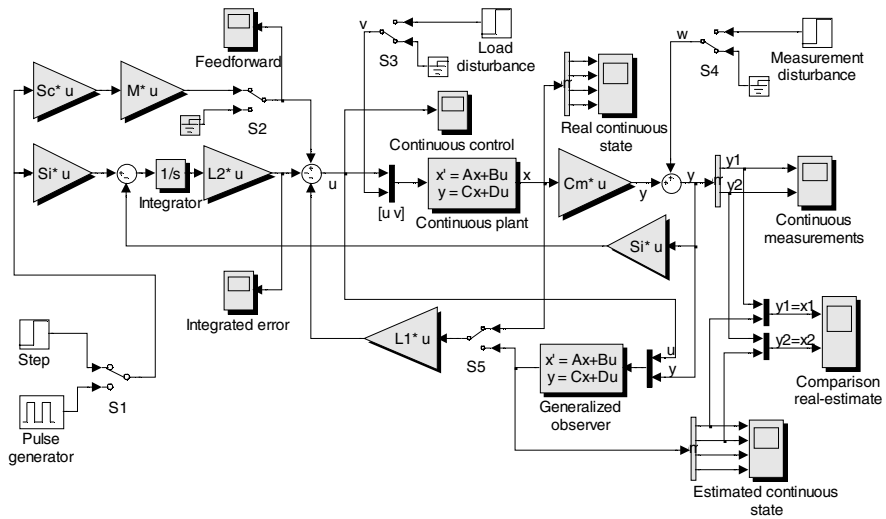 Feedforward
v
S3
Load
disturbance
w
S4
Measurement
disturbance
Sc* u
M* u
S2
Continuous control
Real continuous
state
Si* u
1/s
Integrator
L2* u
u
[u v]
x' = Ax+Bu
y = Cx+Du
Continuous plant
x
Cm* u
y
y
y1
y2
Continuous
measurements
Si* u
Integrated error
L1* u
S5
x' = Ax+Bu
y = Cx+Du
Generalized
observer
u
y
y1=x1
y2=x2
Comparison
real-estimate
Step
S1
Pulse
generator
Estimated continuous
state